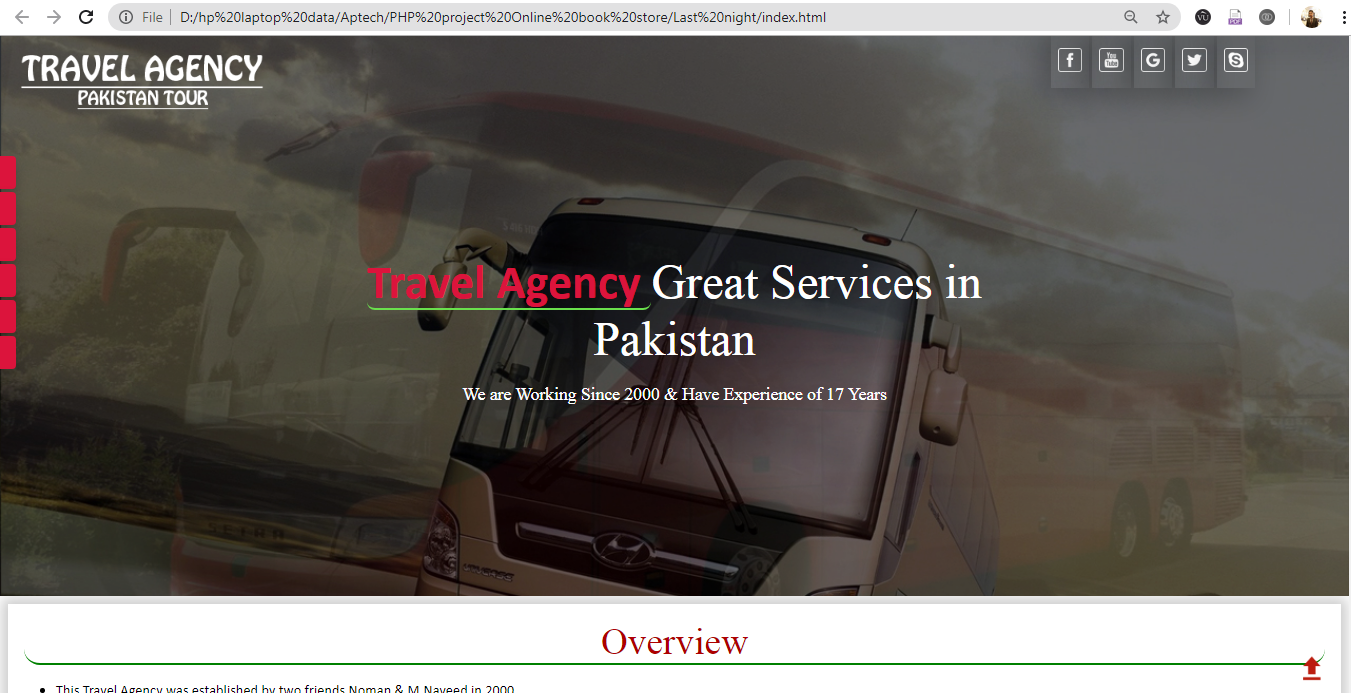 File
D:/hp%20laptop%20data/Aptech/PHP%20project%20Online%20book%20store/Last%20night/index.html
TRAVEL AGENCY
PAKISTAN TOUR
Travel Agency Great Services in
Pakistan
We are Working Since 2000 & Have Experience of 17 Years
SETRA
Overview
This Travel Agency was established by two friends Noman & M Naveed in 2000